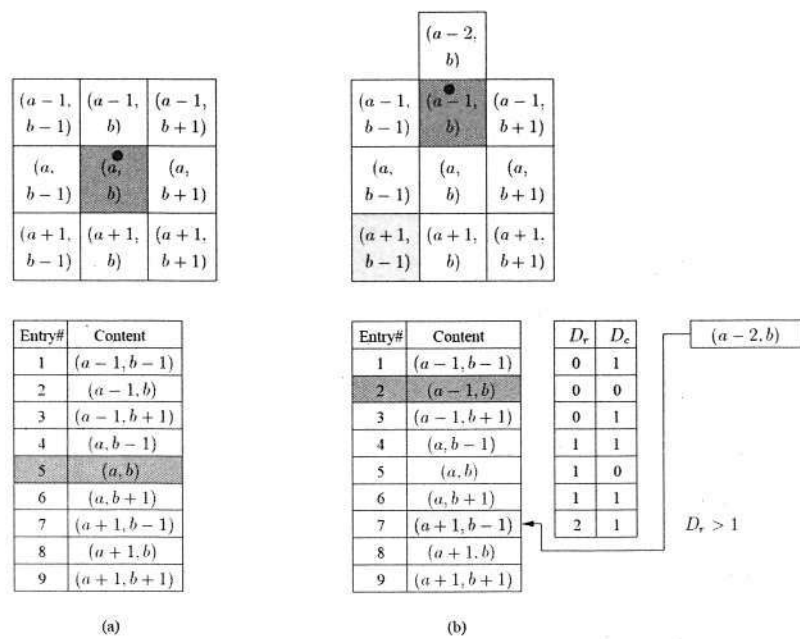 (a − 1, (a − 1, (a − 1,
b − 1) b) b + 1)
(a, (a, (a,
b − 1) b) b + 1)
(a + 1, (a + 1, (a + 1,
b − 1) b) b + 1)
Entry# Content
1 (a − 1, b − 1)
2 (a − 1, b)
3 (a − 1, b + 1)
4 (a, b − 1)
5 (a, b)
6 (a, b + 1)
7 (a + 1, b − 1)
8 (a + 1, b)
9 (a + 1, b + 1)
(a)
(a − 2,
b)
(a − 1, (a − 1, (a − 1,
b − 1) b) b + 1)
(a, (a, (a,
b − 1) b) b + 1)
(a + 1, (a + 1, (a + 1,
b − 1) b) b + 1)
Entry# Content
1 (a − 1, b − 1)
2 (a − 1, b)
3 (a − 1, b + 1)
4 (a, b − 1)
5 (a, b)
6 (a, b + 1)
7 (a + 1, b − 1)
8 (a + 1, b)
9 (a + 1, b + 1)
D_r D_c
0 1
0 0
0 1
1 1
1 0
1 1
2 1
(a − 2, b)
D_r > 1
(b)